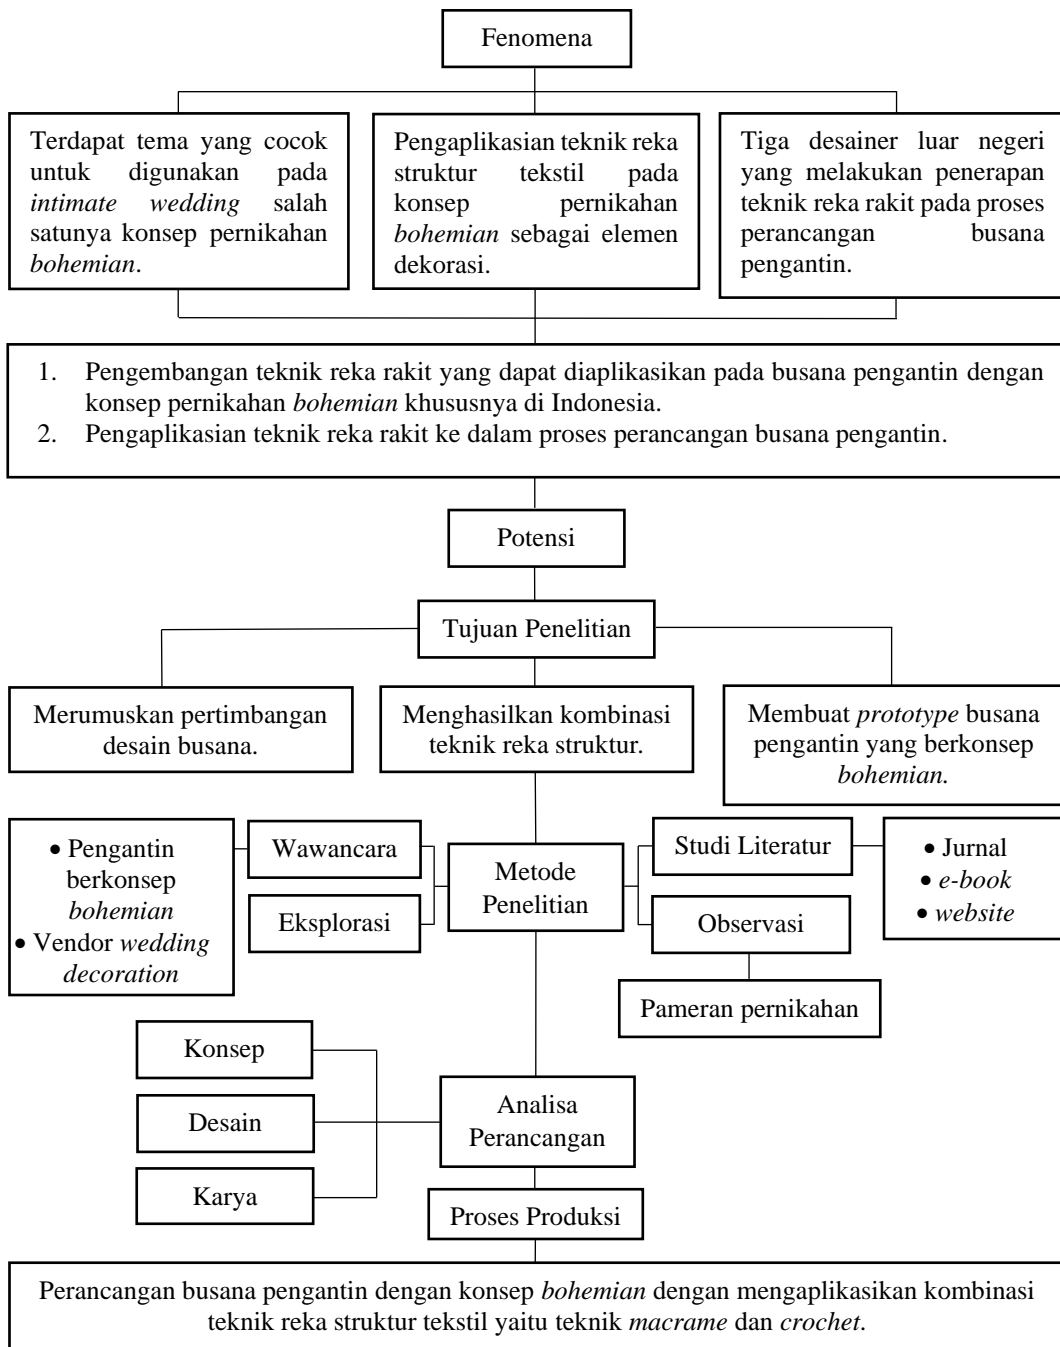 Fenomena
Terdapat tema yang cocok
untuk digunakan pada
intimate wedding salah
satunya konsep pernikahan
bohemian.
Pengaplikasian teknik reka
struktur tekstil pada
konsep pernikahan
bohemian sebagai elemen
dekorasi.
Tiga desainer luar negeri
yang melakukan penerapan
teknik reka rakit pada proses
perancangan busana
pengantin.
1. Pengembangan teknik reka rakit yang dapat diaplikasikan pada busana pengantin dengan
konsep pernikahan bohemian khususnya di Indonesia.
2. Pengaplikasian teknik reka rakit ke dalam proses perancangan busana pengantin.
Potensi
Tujuan Penelitian
Merumuskan pertimbangan
desain busana.
Menghasilkan kombinasi
teknik reka struktur.
Membuat prototype busana
pengantin yang berkonsep
bohemian.
• Pengantin
berkonsep
bohemian
• Vendor wedding
decoration
Wawancara
Eksplorasi
Metode
Penelitian
Studi Literatur
Observasi
• Jurnal
• e-book
• website
Pameran pernikahan
Konsep
Desain
Karya
Analisa
Perancangan
Proses Produksi
Perancangan busana pengantin dengan konsep bohemian dengan mengaplikasikan kombinasi
teknik reka struktur tekstil yaitu teknik macrame dan crochet.